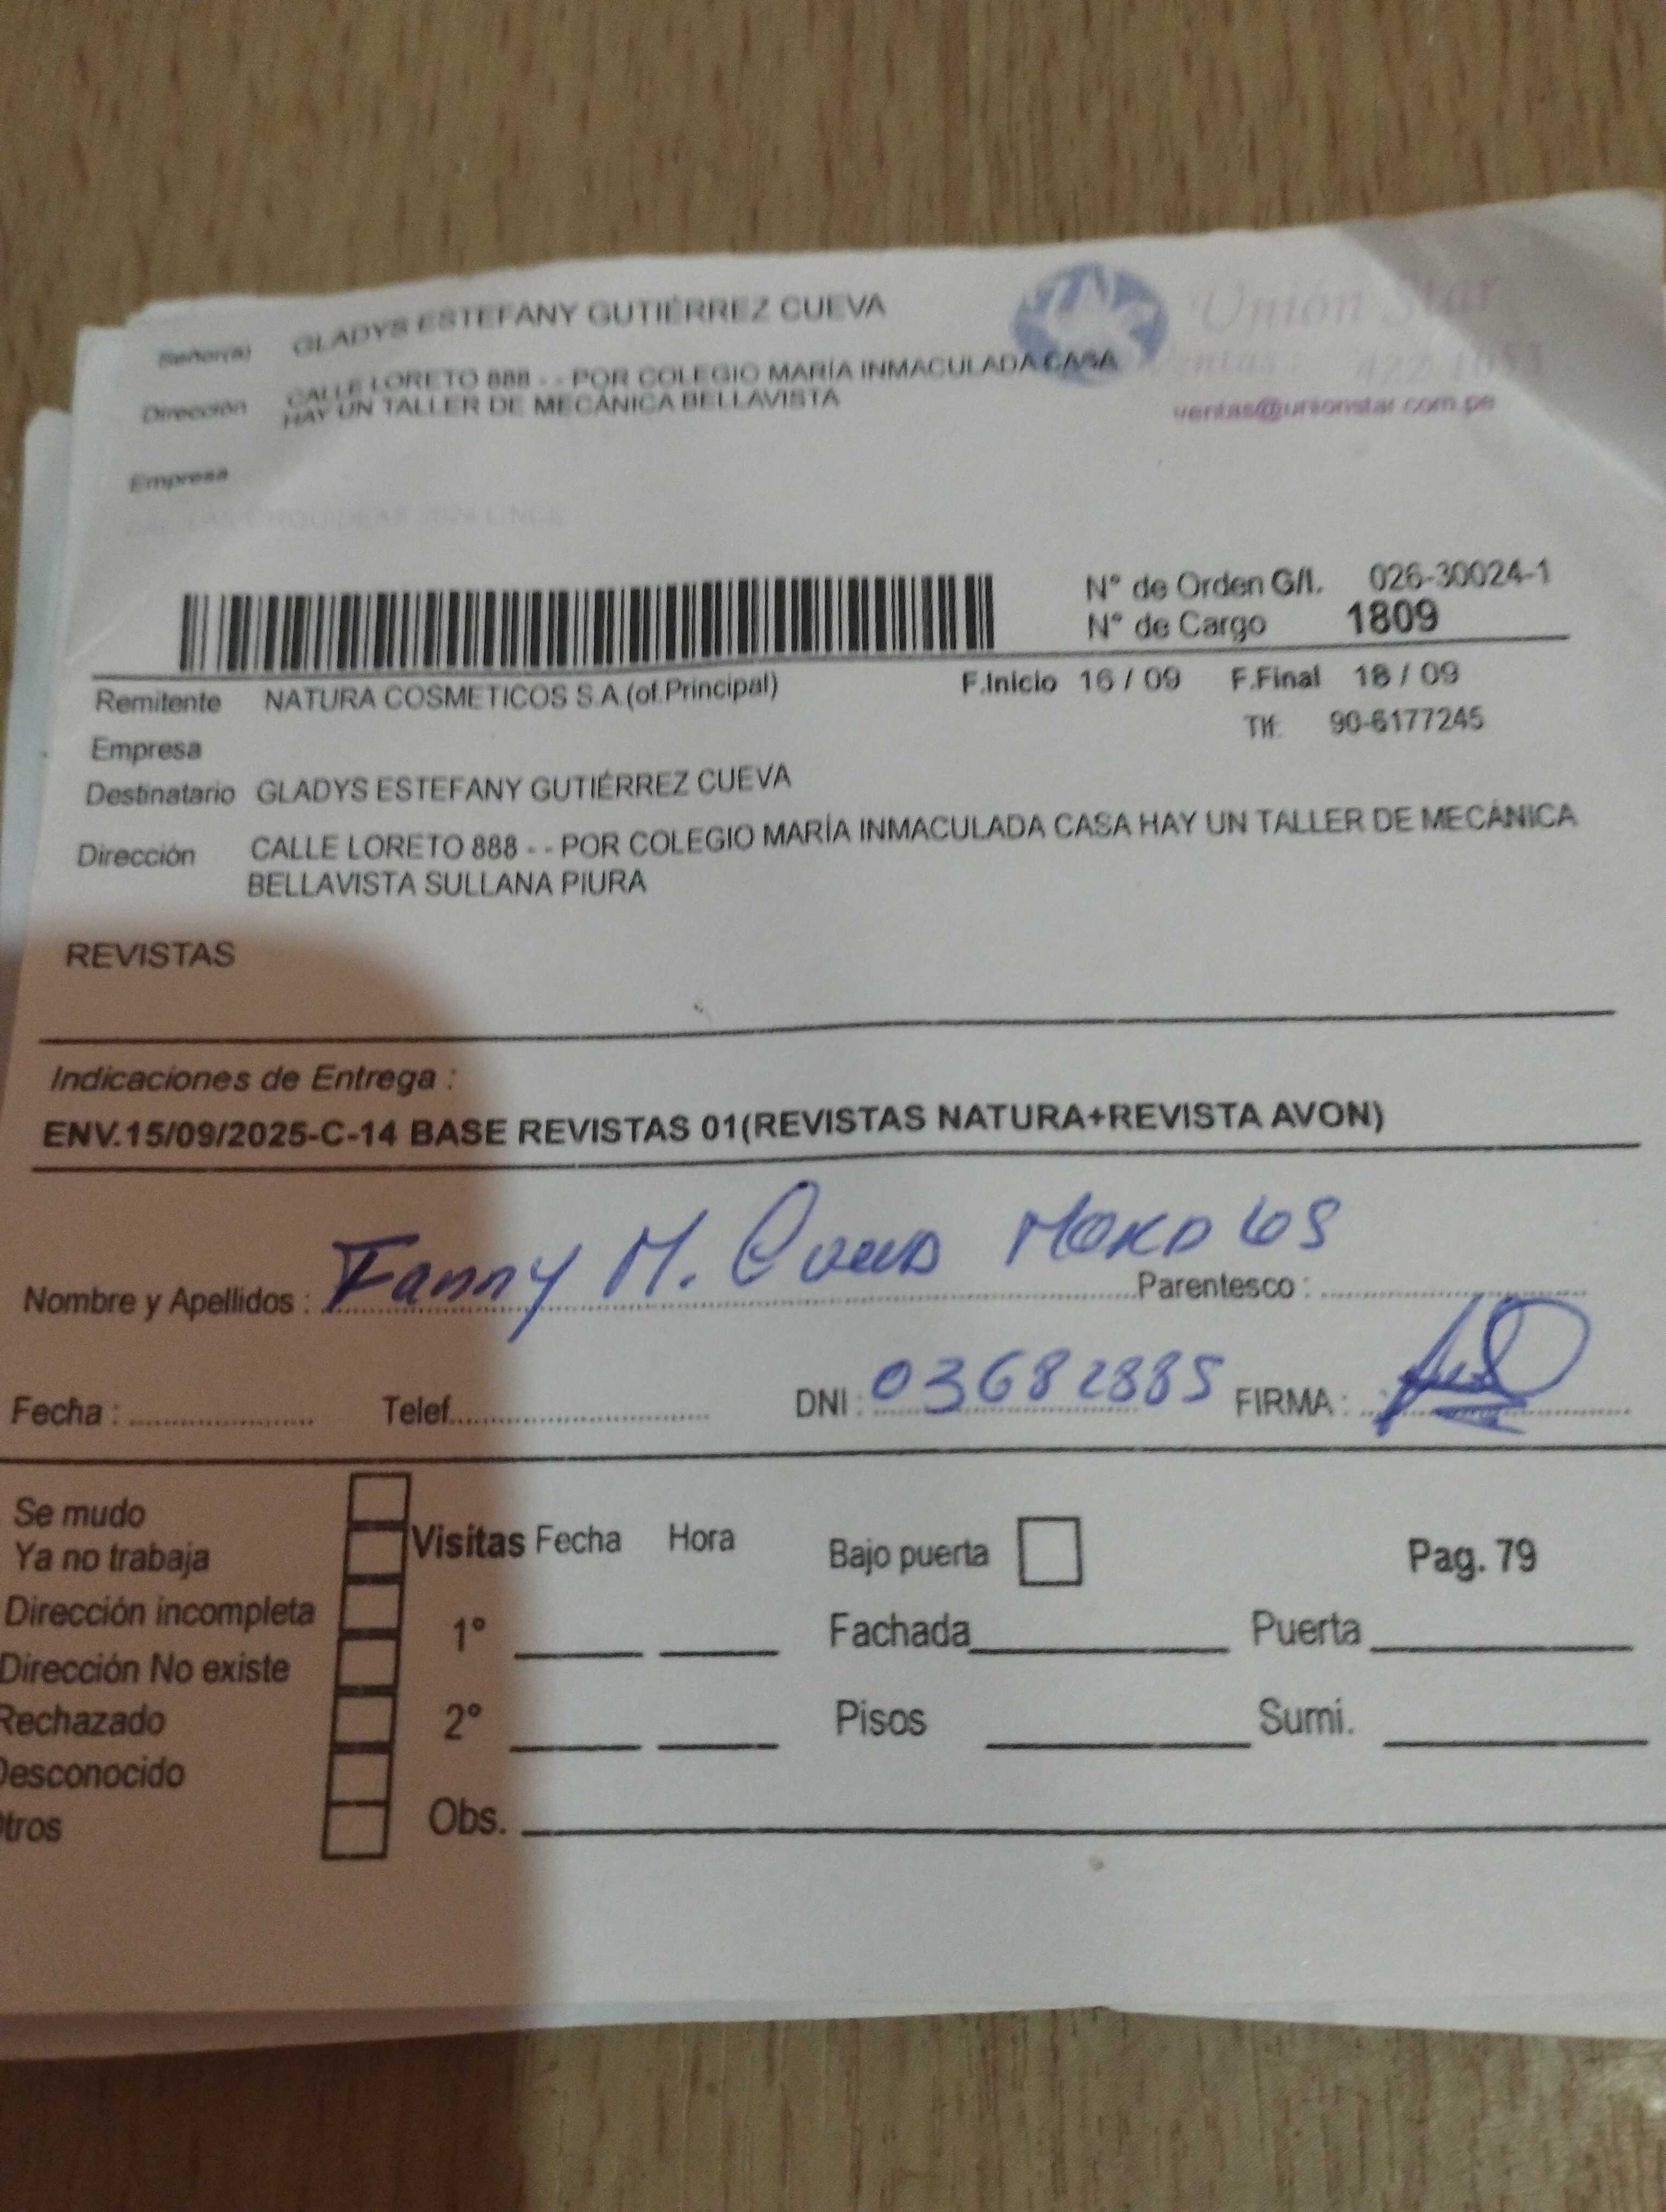 Señor(a) GLADYS ESTEFANY GUTIÉRREZ CUEVA
Unión Star
Dirección CALLE LORETO 888 - - POR COLEGIO MARÍA INMACULADA CASA
HAY UN TALLER DE MECÁNICA BELLAVISTA
Ventas: 422-1055
ventas@unionstar.com.pe
Empresa
N° de Orden G/I. 026-30024-1
N° de Cargo 1809
Remitente NATURA COSMETICOS S.A.(of.Principal) F.Inicio 16 / 09 F.Final 18 / 09
Empresa Tlf: 90-6177245
Destinatario GLADYS ESTEFANY GUTIÉRREZ CUEVA
Dirección CALLE LORETO 888 - - POR COLEGIO MARÍA INMACULADA CASA HAY UN TALLER DE MECÁNICA
BELLAVISTA SULLANA PIURA
REVISTAS
Indicaciones de Entrega :
ENV.15/09/2025-C-14 BASE REVISTAS 01(REVISTAS NATURA+REVISTA AVON)
Nombre y Apellidos : Fanny M. Cueva Parentesco :
Fecha : Telef. DNI : 03682885 FIRMA :
Se mudo
Ya no trabaja
Dirección incompleta
Dirección No existe
Rechazado
Desconocido
Otros
Visitas Fecha Hora
1°
2°
Obs.
Bajo puerta Pag. 79
Fachada Puerta
Pisos Sumi.